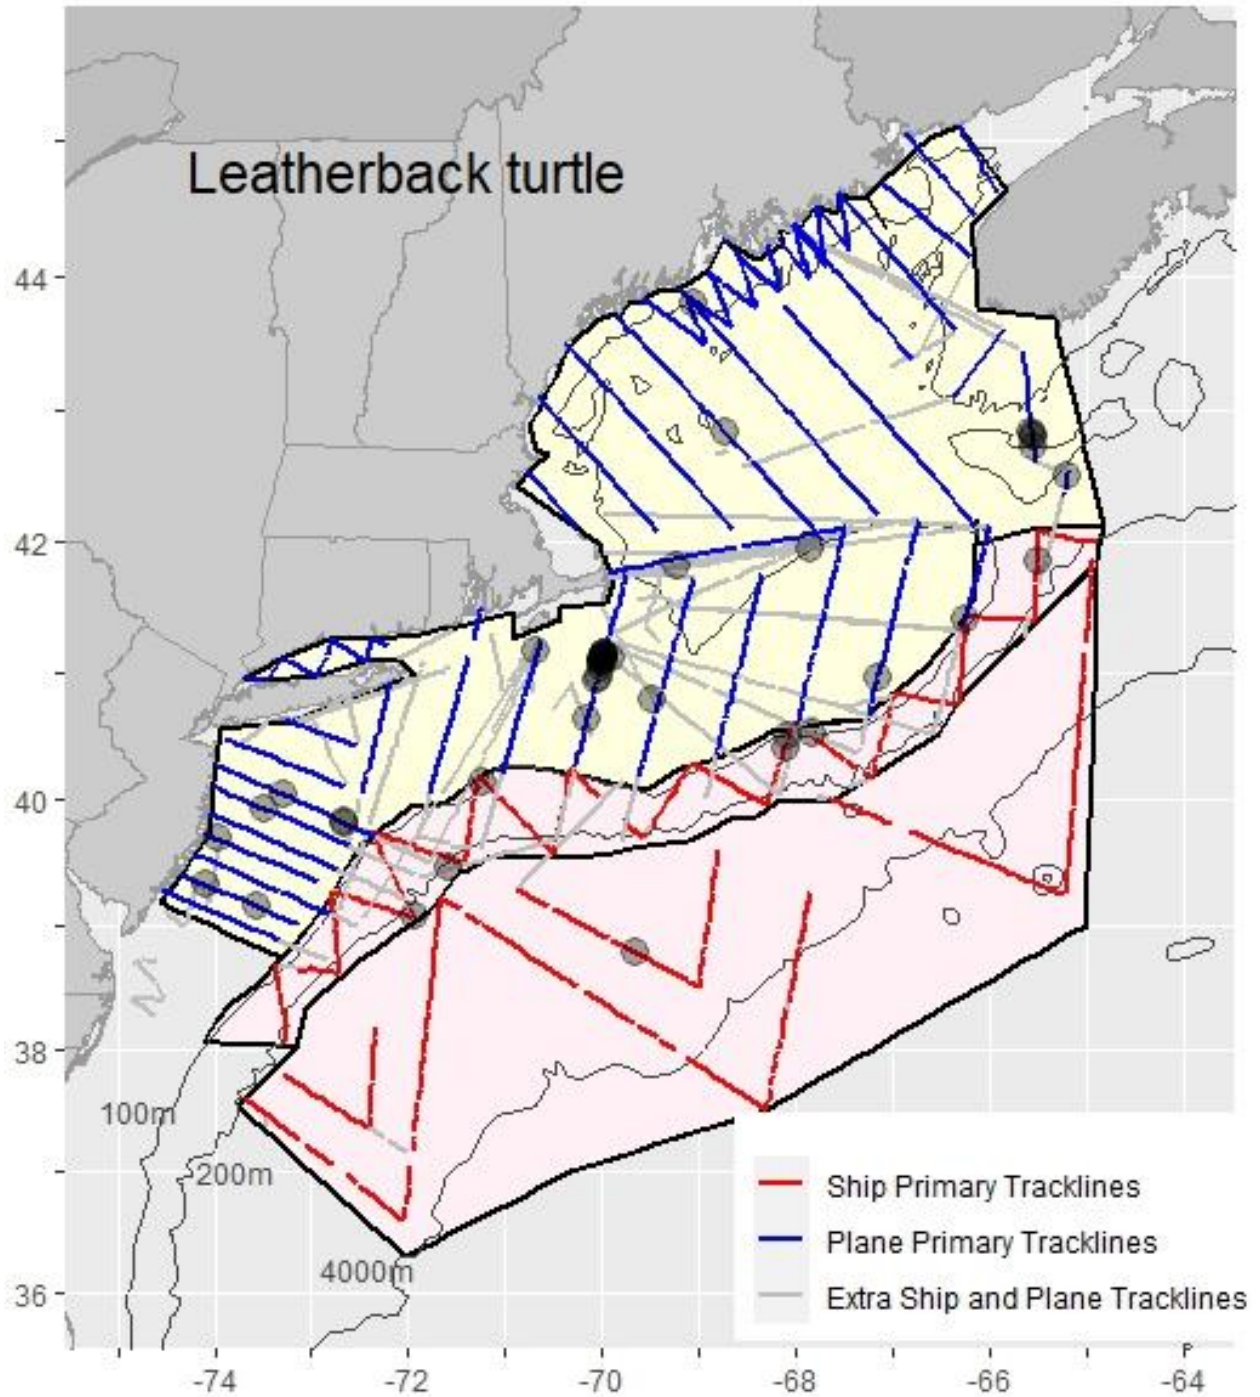 Leatherback turtle
44
42
40
38
36
100m
200m
4000m
Ship Primary Tracklines
Plane Primary Tracklines
Extra Ship and Plane Tracklines
-74 -72 -70 -68 -66 -64